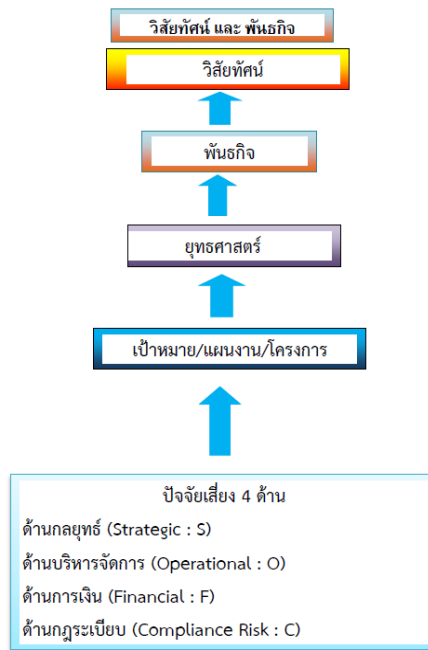 วิสัยทัศน์ และ พันธกิจ
วิสัยทัศน์
พันธกิจ
ยุทธศาสตร์
เป้าหมาย/แผนงาน/โครงการ
ปัจจัยเสี่ยง 4 ด้าน
ด้านกลยุทธ์ (Strategic : S)
ด้านบริหารจัดการ (Operational : O)
ด้านการเงิน (Financial : F)
ด้านกฎระเบียบ (Compliance Risk : C)